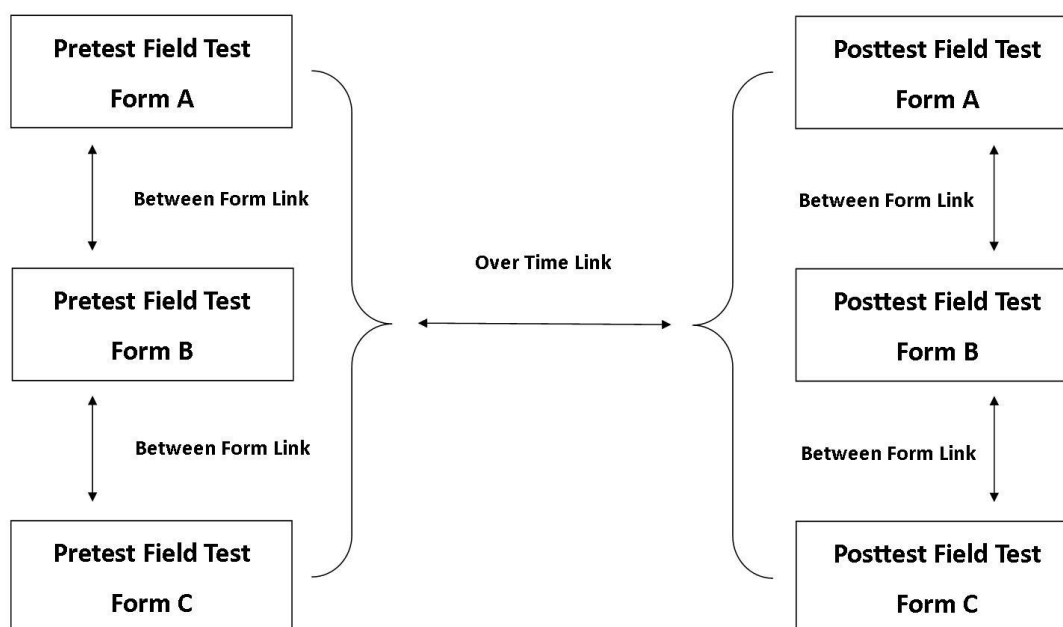 Pretest Field Test
Form A
Posttest Field Test
Form A
Between Form Link
Between Form Link
Over Time Link
Pretest Field Test
Form B
Posttest Field Test
Form B
Between Form Link
Between Form Link
Pretest Field Test
Form C
Posttest Field Test
Form C